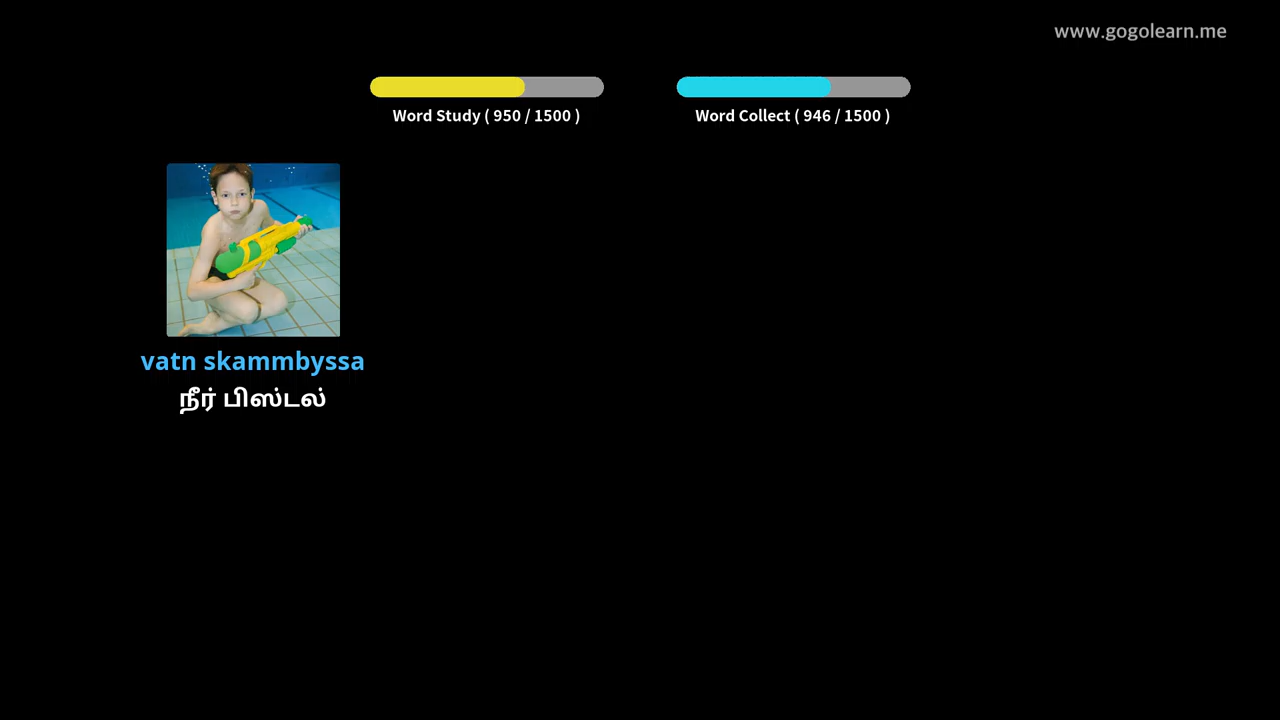 www.gogolearn.me
Word Study ( 950 / 1500 )
Word Collect ( 946 / 1500 )
vatn skammbyssa
நீர் பிஸ்டல்